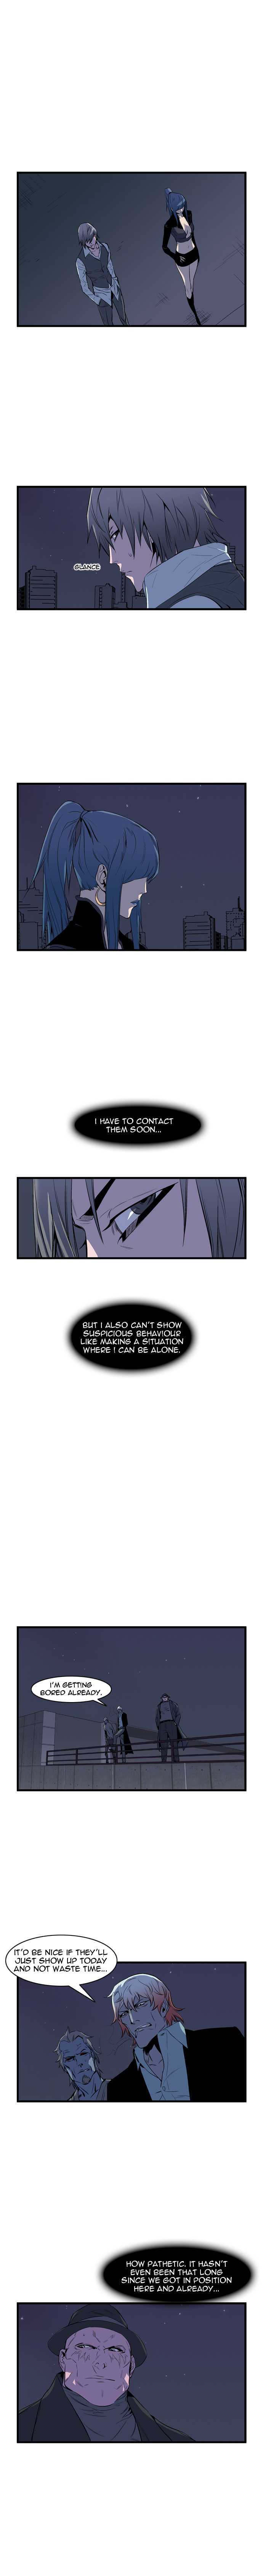 GLANCE
I HAVE TO CONTACT
THEM SOON...
BUT I ALSO CAN'T SHOW
SUSPICIOUS BEHAVIOUR
LIKE MAKING A SITUATION
WHERE I CAN BE ALONE.
I'M GETTING
BORED ALREADY.
IT'D BE NICE IF THEY'LL
JUST SHOW UP TODAY
AND NOT WASTE TIME...
HOW PATHETIC. IT HASN'T
EVEN BEEN THAT LONG
SINCE WE GOT IN POSITION
HERE AND ALREADY...